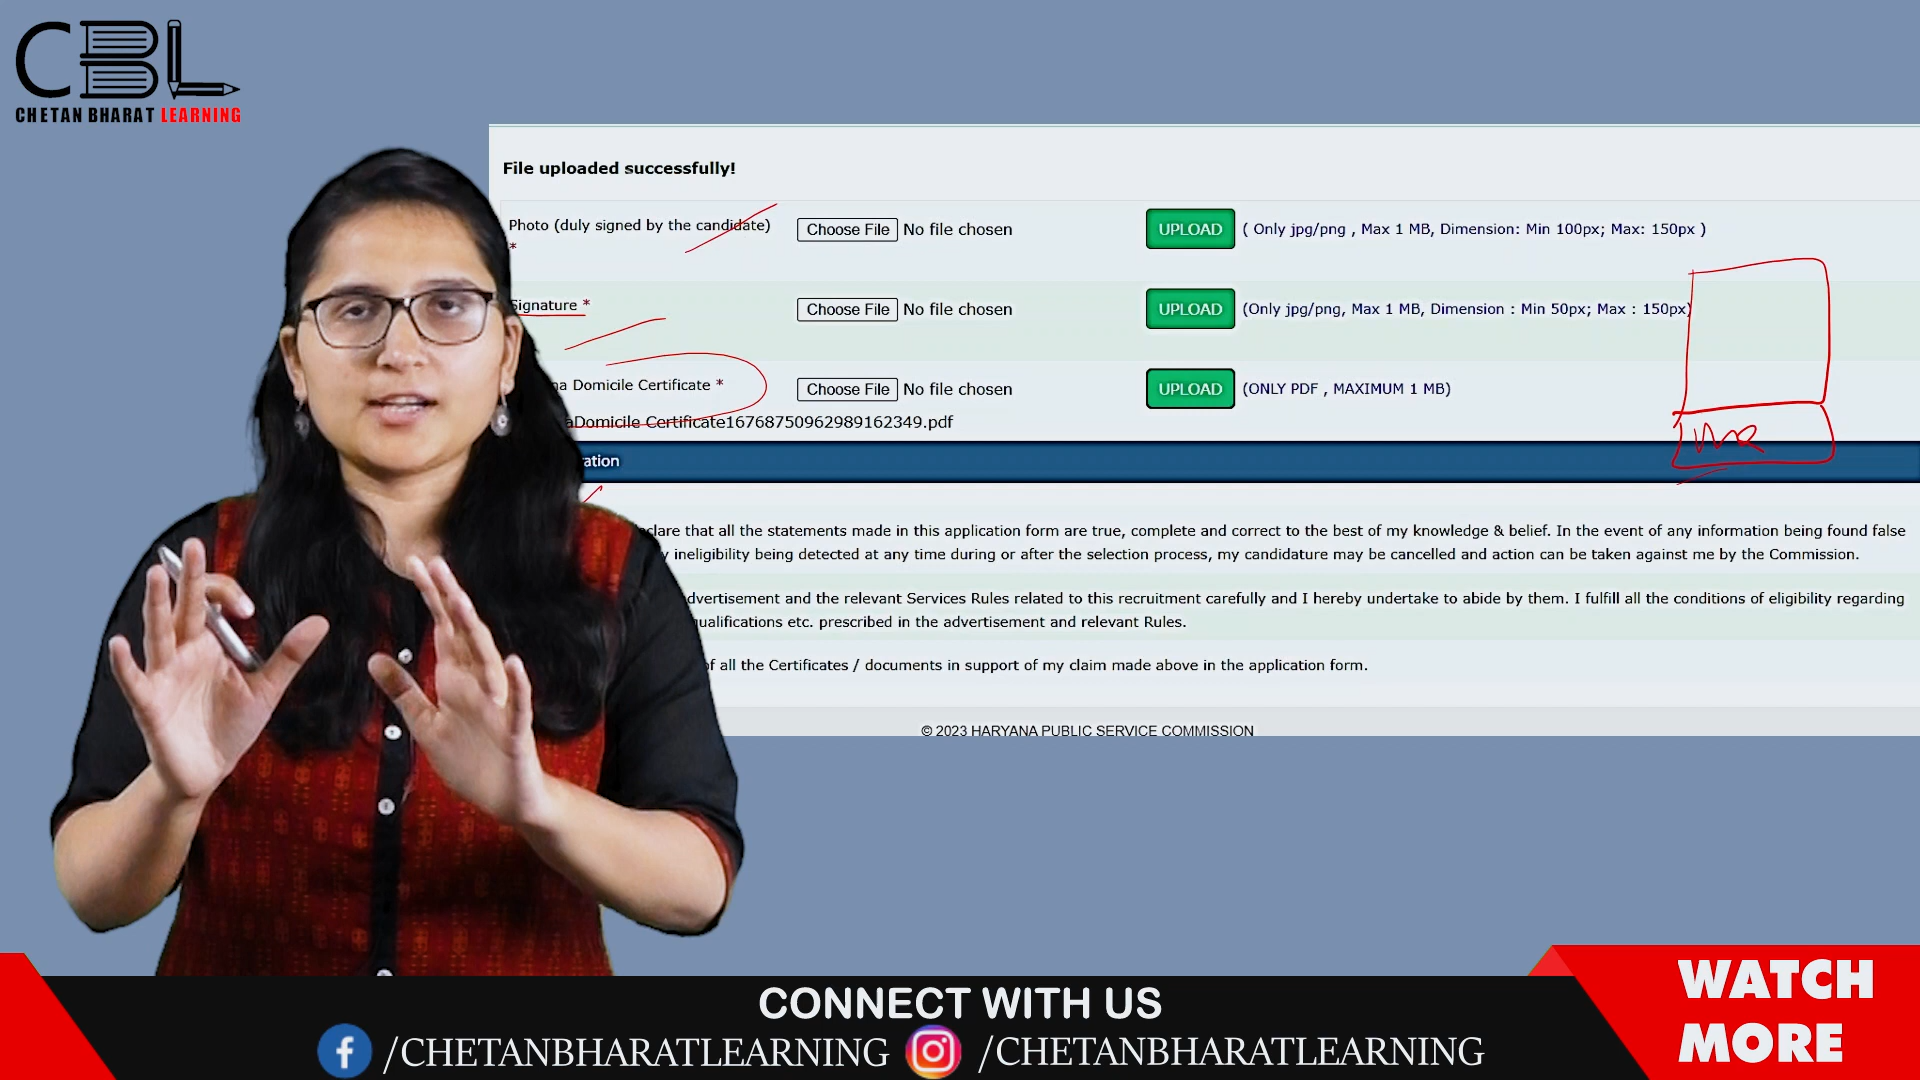 CBL
CHETAN BHARAT LEARNING
File uploaded successfully!
Photo (duly signed by the candidate) Choose File No file chosen UPLOAD ( Only jpg/png , Max 1 MB, Dimension: Min 100px; Max: 150px )
*
Signature * Choose File No file chosen UPLOAD (Only jpg/png, Max 1 MB, Dimension : Min 50px; Max : 150px)
Domicile Certificate * Choose File No file chosen UPLOAD (ONLY PDF , MAXIMUM 1 MB)
Domicile Certificate16768750962989162349.pdf
that all the statements made in this application form are true, complete and correct to the best of my knowledge & belief. In the event of any information being found false
ineligibility being detected at any time during or after the selection process, my candidature may be cancelled and action can be taken against me by the Commission.
and the relevant Services Rules related to this recruitment carefully and I hereby undertake to abide by them. I fulfill all the conditions of eligibility regarding
etc. prescribed in the advertisement and relevant Rules.
of all the Certificates / documents in support of my claim made above in the application form.
© 2023 HARYANA PUBLIC SERVICE COMMISSION
CONNECT WITH US
/CHETANBHARATLEARNING /CHETANBHARATLEARNING
WATCH
MORE